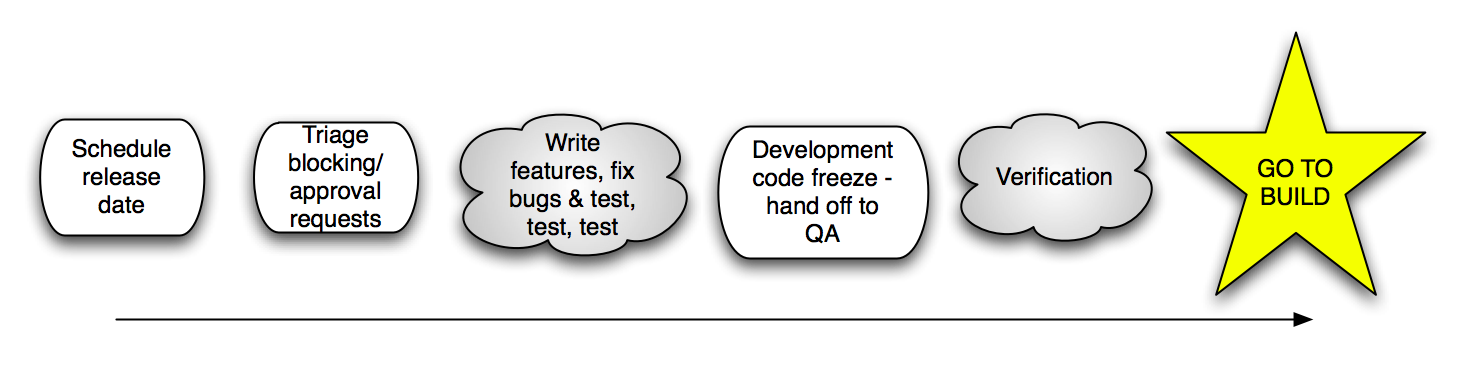 Schedule
release
date
Triage
blocking/
approval
requests
Write
features, fix
bugs & test,
test, test
Development
code freeze -
hand off to
QA
Verification
GO TO
BUILD